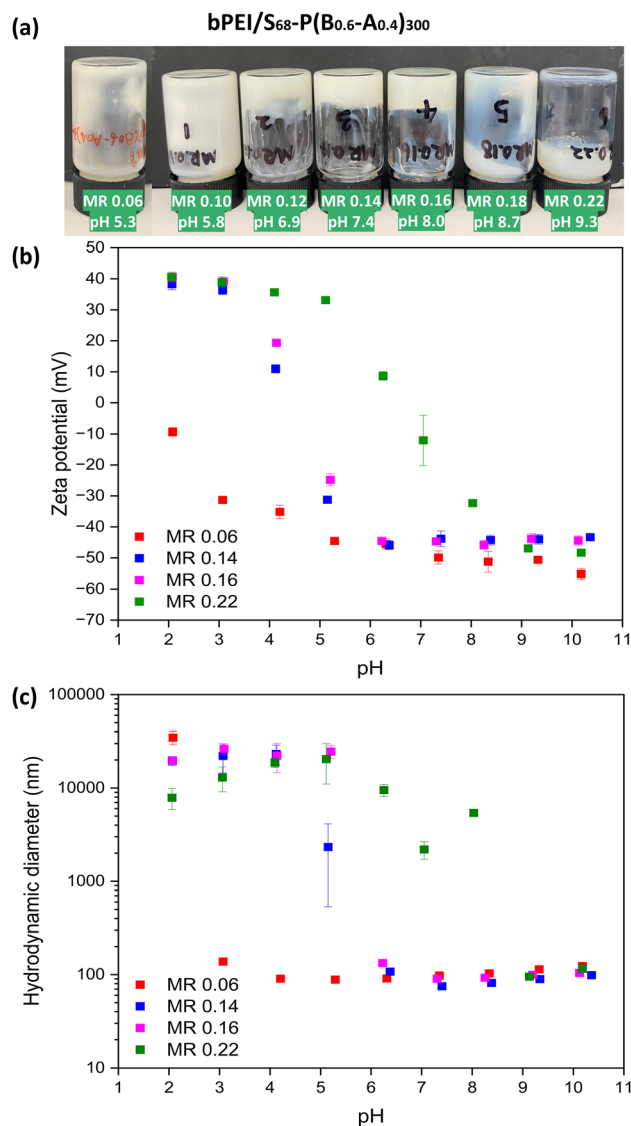 bPEI/S68-P(B0.6-A0.4)300
(a)
1
2
3
4
5
6
MR 0.06
pH 5.3
MR 0.10
pH 5.8
MR 0.12
pH 6.9
MR 0.14
pH 7.4
MR 0.16
pH 8.0
MR 0.18
pH 8.7
MR 0.22
pH 9.3
(b)
50
40
30
20
10
0
−10
−20
−30
−40
−50
−60
−70
Zeta potential (mV)
MR 0.06
MR 0.14
MR 0.16
MR 0.22
1 2 3 4 5 6 7 8 9 10 11
pH
(c)
100000
10000
1000
100
10
Hydrodynamic diameter (nm)
MR 0.06
MR 0.14
MR 0.16
MR 0.22
1 2 3 4 5 6 7 8 9 10 11
pH